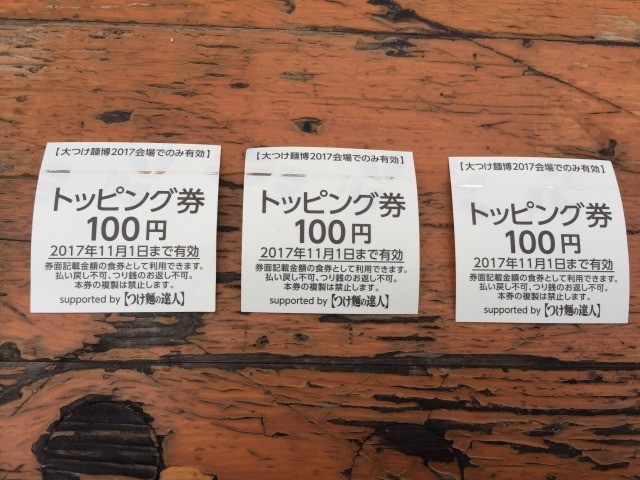 【大つけ麺博2017会場でのみ有効】
トッピング券
100円
2017年11月1日まで有効
券面記載金額の食券として利用できます。
払い戻し不可、つり銭のお返し不可。
本券の複製は禁止します。
supported by【つけ麺の達人】
【大つけ麺博2017会場でのみ有効】
トッピング券
100円
2017年11月1日まで有効
券面記載金額の食券として利用できます。
払い戻し不可、つり銭のお返し不可。
本券の複製は禁止します。
supported by【つけ麺の達人】
【大つけ麺博2017会場でのみ有効】
トッピング券
100円
2017年11月1日まで有効
券面記載金額の食券として利用できます。
払い戻し不可、つり銭のお返し不可。
本券の複製は禁止します。
supported by【つけ麺の達人】